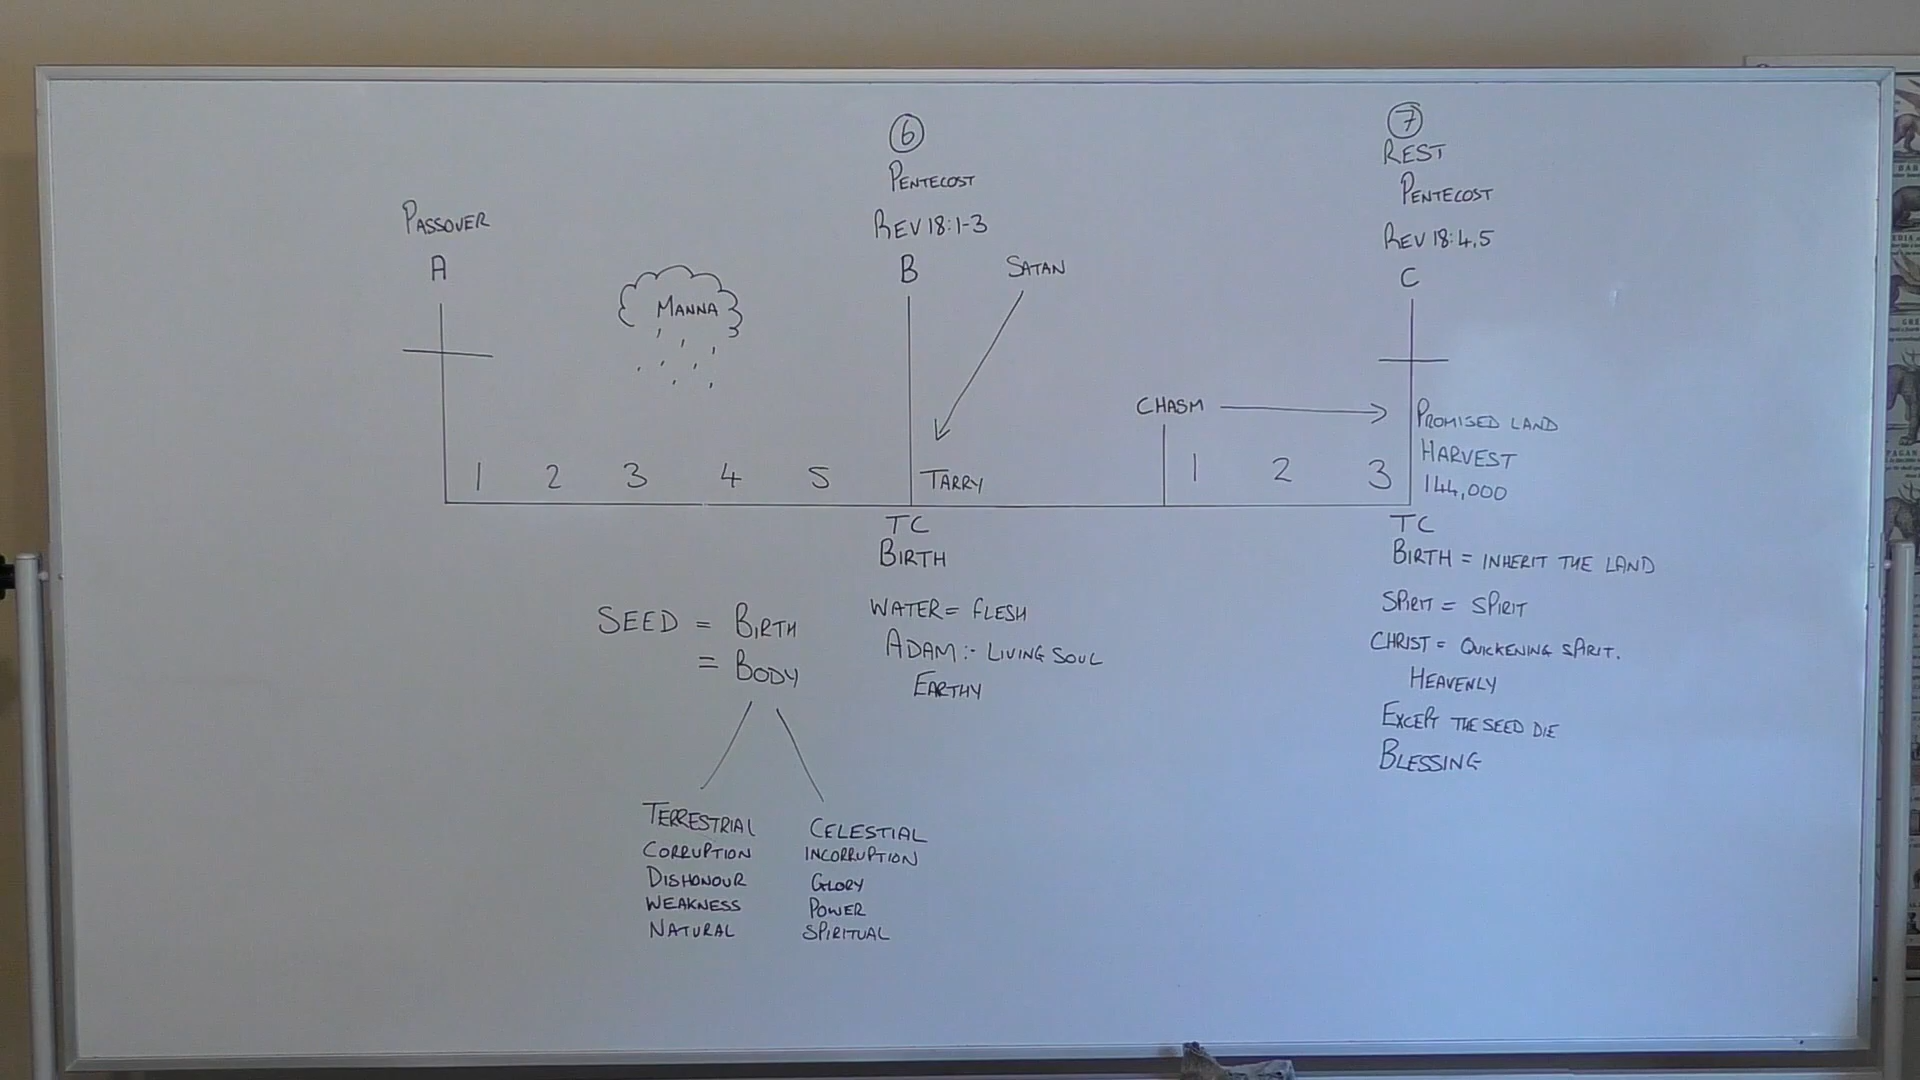 6
PENTECOST
REV 18:1-3
B
7
REST
PENTECOST
REV 18:4,5
C
PASSOVER
A
MANNA
SATAN
CHASM
PROMISED LAND
HARVEST
144,000
1 2 3 4 5
TARRY
1 2 3
TC
BIRTH
WATER = FLESH
ADAM :- LIVING SOUL
EARTHY
TC
BIRTH = INHERIT THE LAND
SPIRIT = SPIRIT
CHRIST = QUICKENING SPIRIT.
HEAVENLY
EXCEPT THE SEED DIE
BLESSING
SEED = BIRTH
= BODY
TERRESTRIAL
CORRUPTION
DISHONOUR
WEAKNESS
NATURAL
CELESTIAL
INCORRUPTION
GLORY
POWER
SPIRITUAL